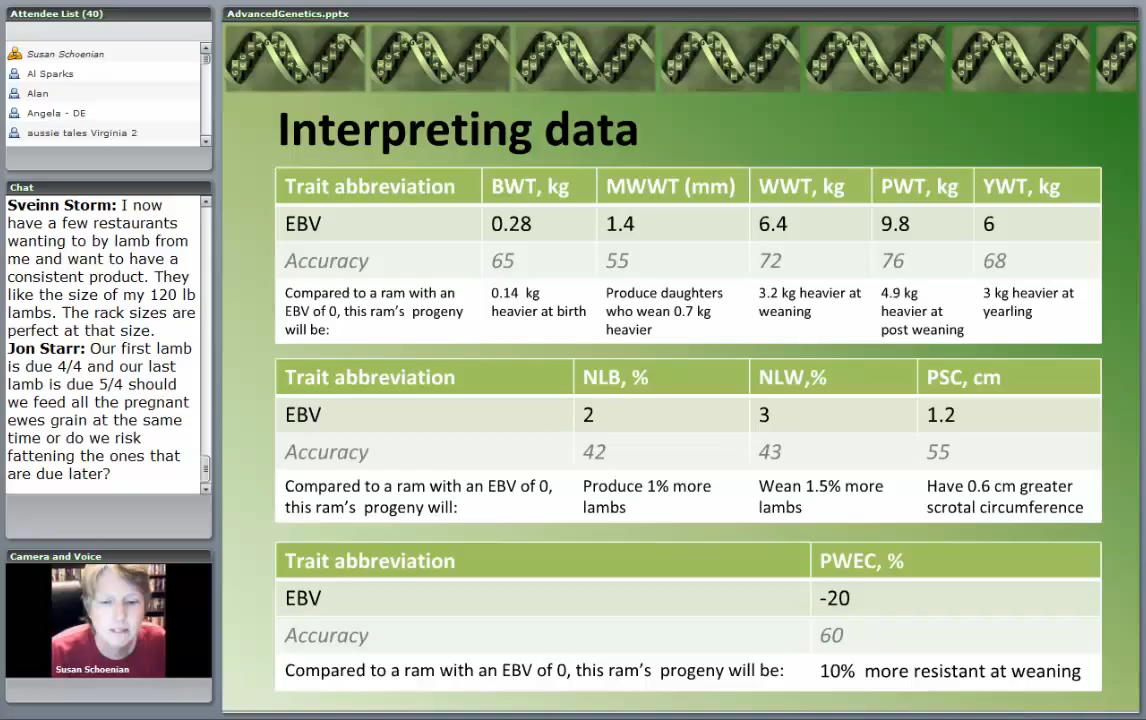 Attendee List (40)
Susan Schoenian
Al Sparks
Alan
Angela - DE
aussie tales Virginia 2
Chat
Sveinn Storm: I now
have a few restaurants
wanting to by lamb from
me and want to have a
consistent product. They
like the size of my 120 lb
lambs. The rack sizes are
perfect at that size.
Jon Starr: Our first lamb
is due 4/4 and our last
lamb is due 5/4 should
we feed all the pregnant
ewes grain at the same
time or do we risk
fattening the ones that
are due later?
Camera and Voice
Susan Schoenian
AdvancedGenetics.pptx
Interpreting data
Trait abbreviation BWT, kg MWWT (mm) WWT, kg PWT, kg YWT, kg
EBV 0.28 1.4 6.4 9.8 6
Accuracy 65 55 72 76 68
Compared to a ram with an 0.14 kg Produce daughters 3.2 kg heavier at 4.9 kg 3 kg heavier at
EBV of 0, this ram's progeny heavier at birth who wean 0.7 kg weaning heavier at yearling
will be: heavier post weaning
Trait abbreviation NLB, % NLW,% PSC, cm
EBV 2 3 1.2
Accuracy 42 43 55
Compared to a ram with an EBV of 0, Produce 1% more Wean 1.5% more Have 0.6 cm greater
this ram's progeny will: lambs lambs scrotal circumference
Trait abbreviation PWEC, %
EBV -20
Accuracy 60
Compared to a ram with an EBV of 0, this ram's progeny will be: 10% more resistant at weaning